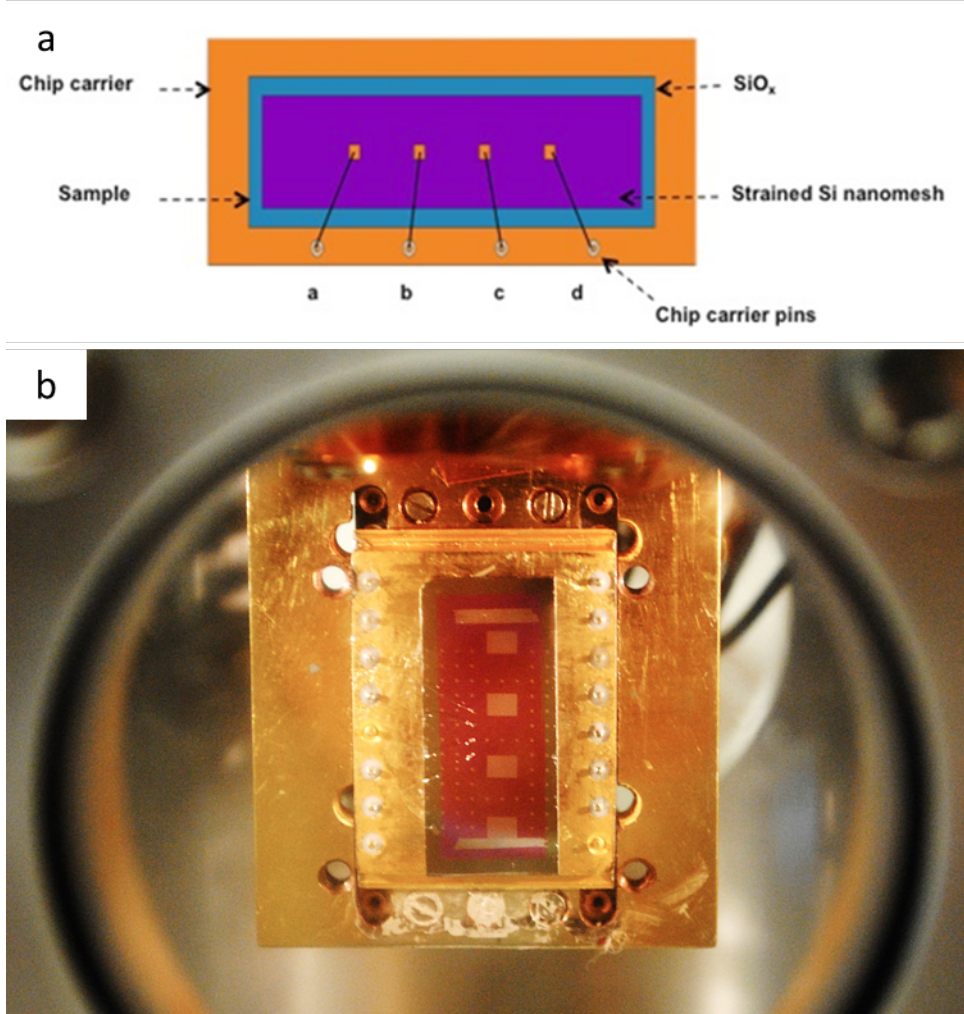 a
Chip carrier
SiOₓ
Sample
Strained Si nanomesh
a b c d
Chip carrier pins
b